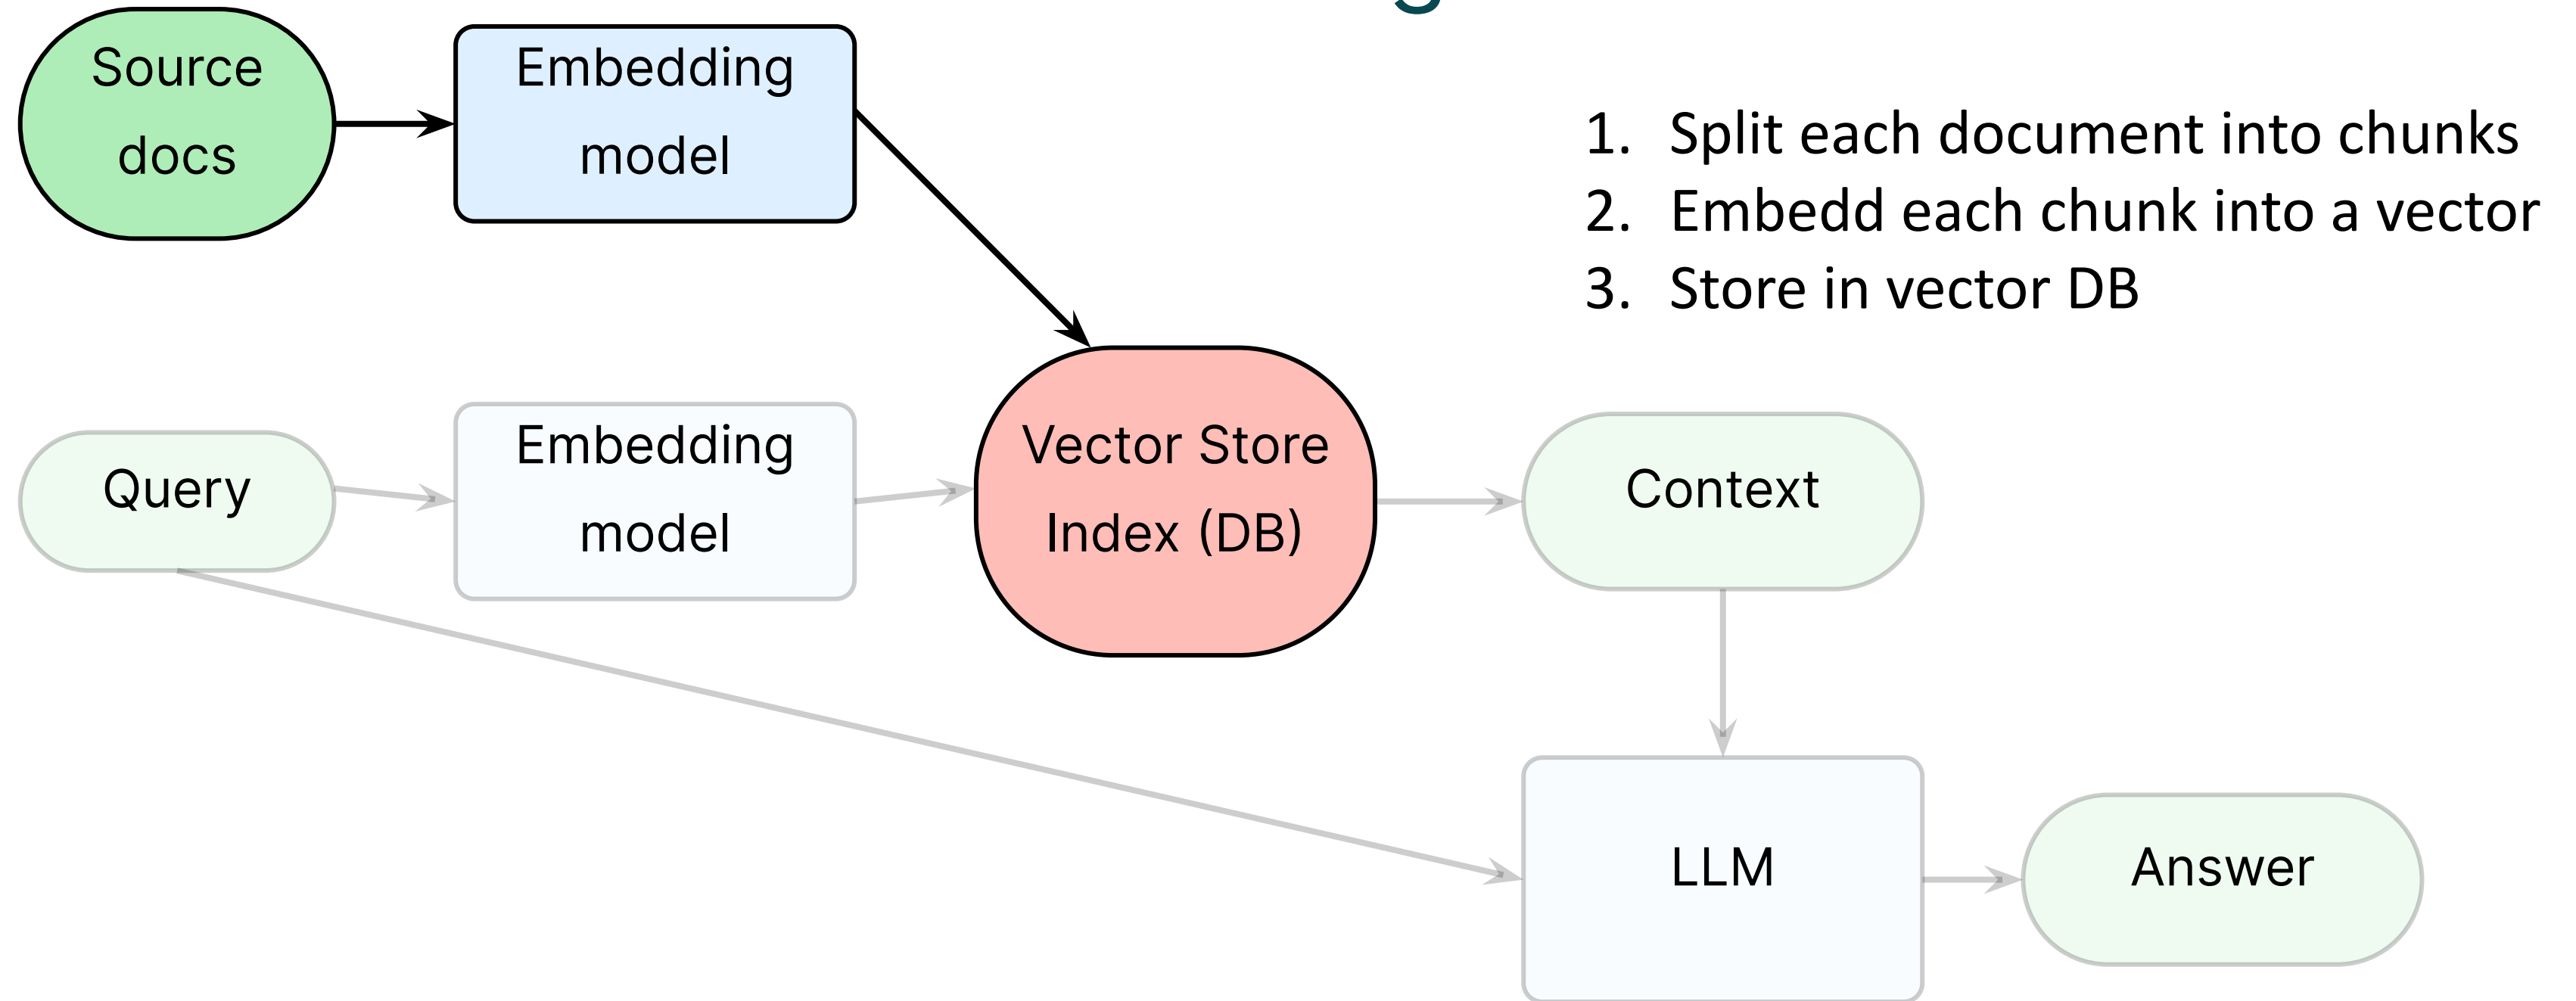 Source
docs
Embedding
model
1. Split each document into chunks
2. Embedd each chunk into a vector
3. Store in vector DB
Query
Embedding
model
Vector Store
Index (DB)
Context
LLM
Answer